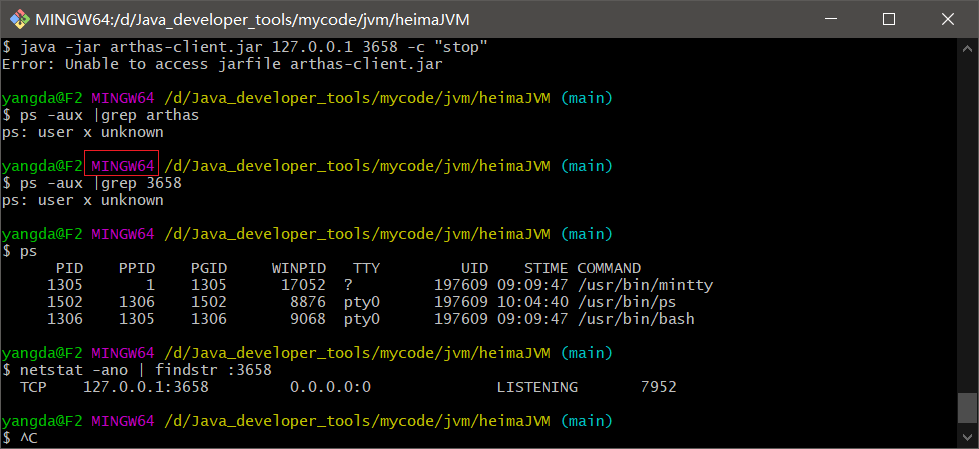 MINGW64:/d/Java_developer_tools/mycode/jvm/heimaJVM
$ java -jar arthas-client.jar 127.0.0.1 3658 -c "stop"
Error: Unable to access jarfile arthas-client.jar
yangda@F2 MINGW64 /d/Java_developer_tools/mycode/jvm/heimaJVM (main)
$ ps -aux |grep arthas
ps: user x unknown
yangda@F2 MINGW64 /d/Java_developer_tools/mycode/jvm/heimaJVM (main)
$ ps -aux |grep 3658
ps: user x unknown
yangda@F2 MINGW64 /d/Java_developer_tools/mycode/jvm/heimaJVM (main)
$ ps
PID PPID PGID WINPID TTY UID STIME COMMAND
1305 1 1305 17052 ? 197609 09:09:47 /usr/bin/mintty
1502 1306 1502 8876 pty0 197609 10:04:40 /usr/bin/ps
1306 1305 1306 9068 pty0 197609 09:09:47 /usr/bin/bash
yangda@F2 MINGW64 /d/Java_developer_tools/mycode/jvm/heimaJVM (main)
$ netstat -ano | findstr :3658
TCP 127.0.0.1:3658 0.0.0.0:0 LISTENING 7952
yangda@F2 MINGW64 /d/Java_developer_tools/mycode/jvm/heimaJVM (main)
$ ^C